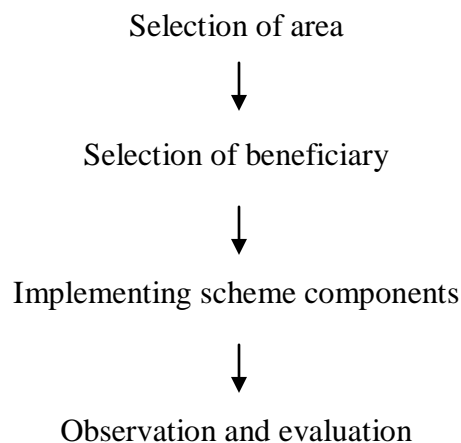 Selection of area
Selection of beneficiary
Implementing scheme components
Observation and evaluation